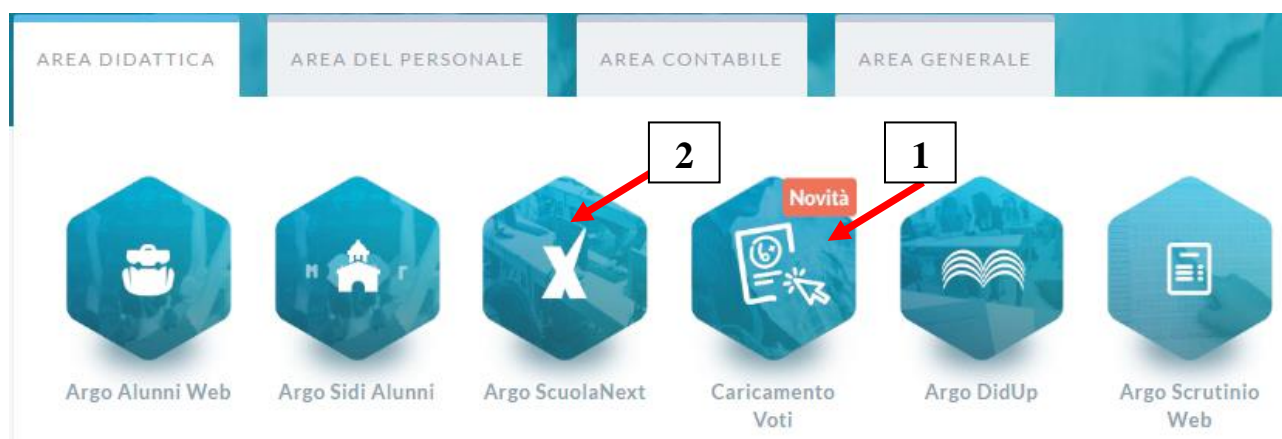 AREA DIDATTICA
AREA DEL PERSONALE
AREA CONTABILE
AREA GENERALE
2
1
Novità
Argo Alunni Web
Argo Sidi Alunni
Argo ScuolaNext
Caricamento
Voti
Argo DidUp
Argo Scrutinio
Web